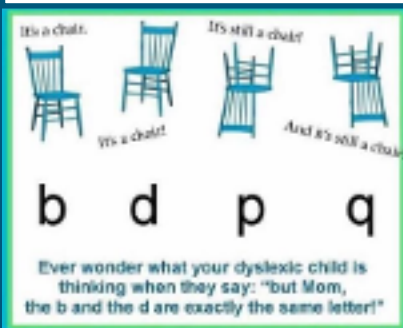 It's a chair.
It's still a chair!
It's a chair!
And it's still a chair
b d p q
Ever wonder what your dyslexic child is
thinking when they say: "but Mom,
the b and the d are exactly the same letter!"